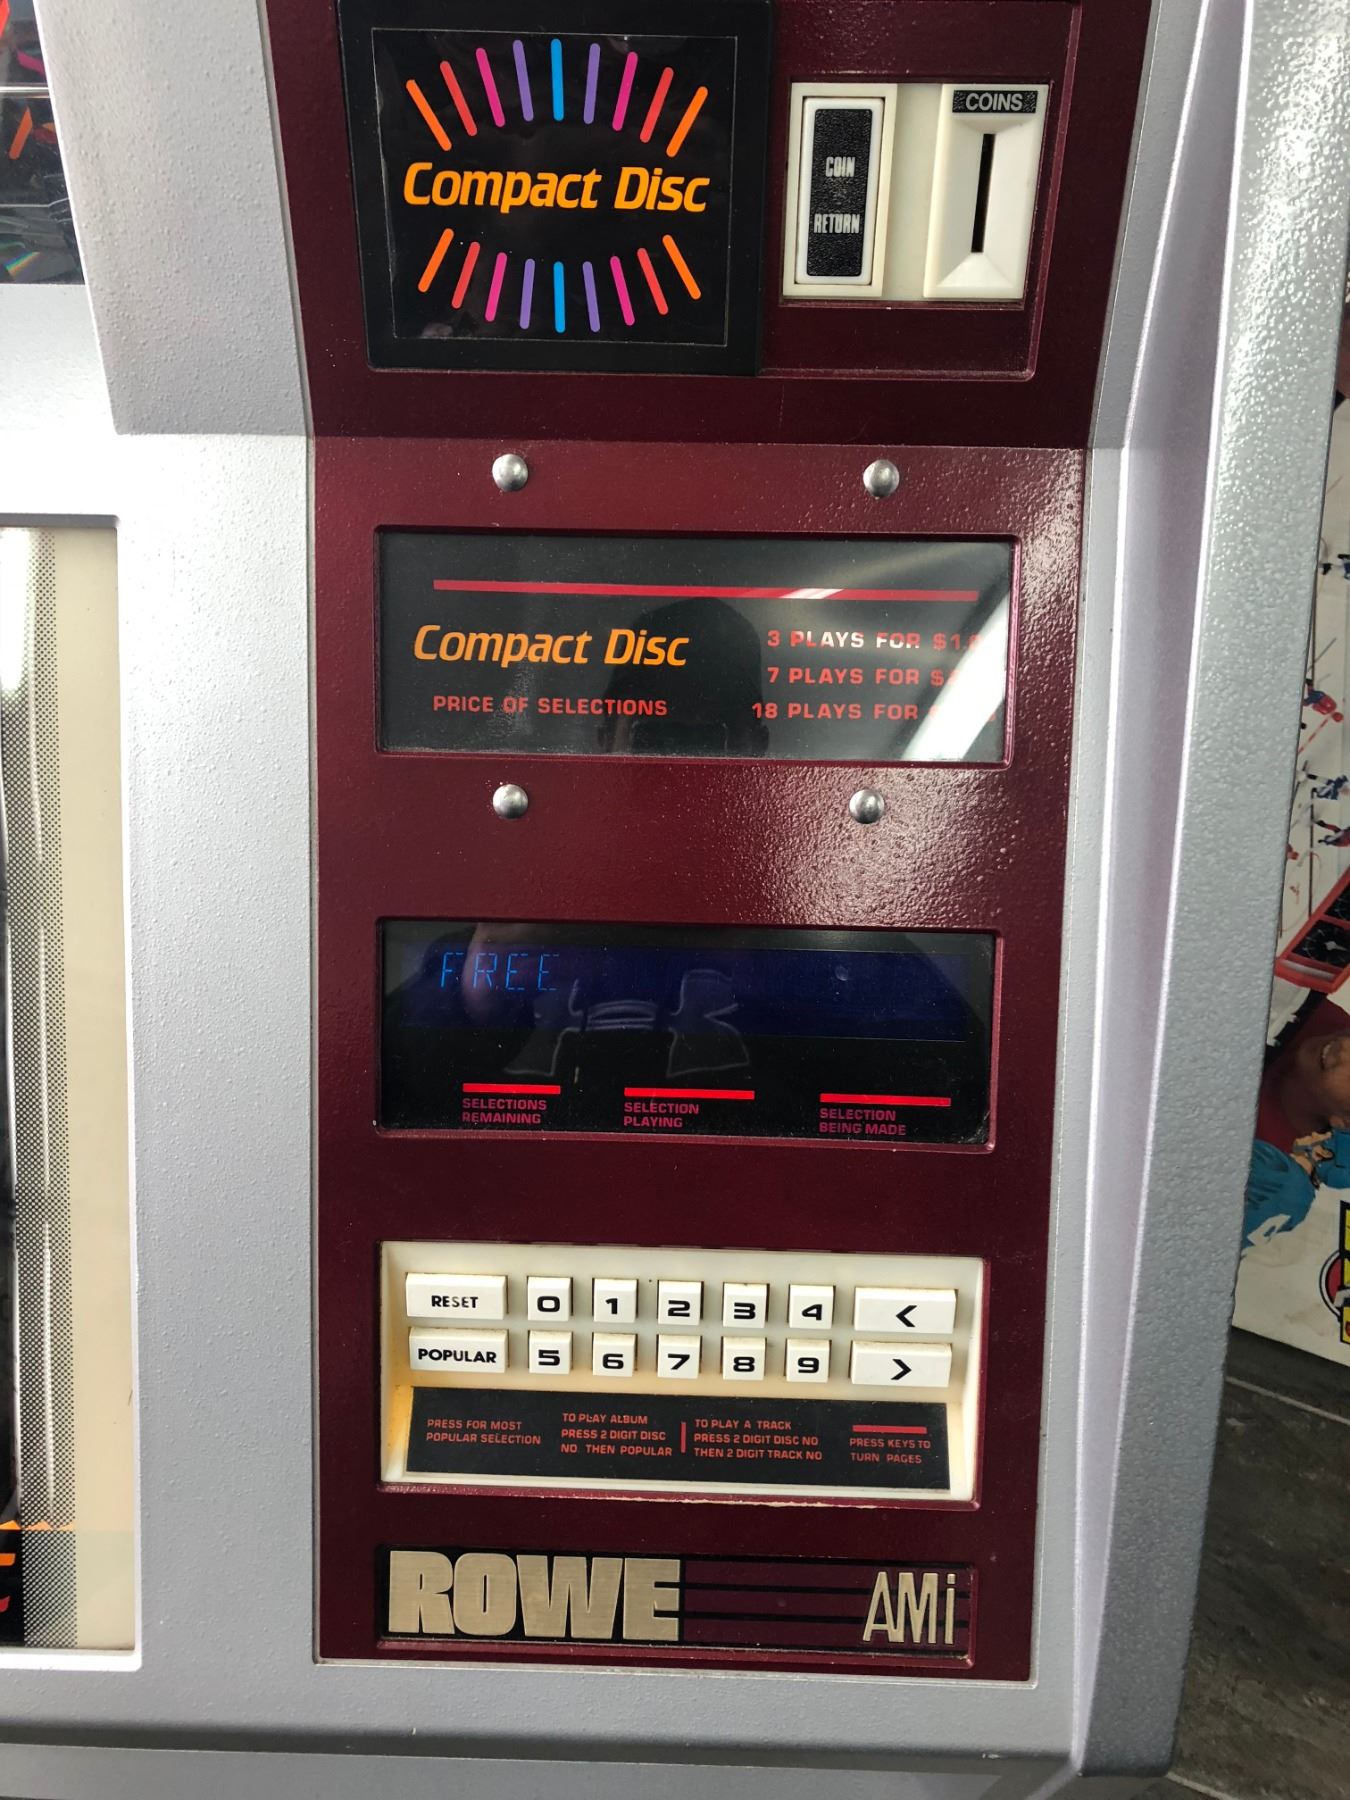 Compact Disc
COIN
RETURN
COINS
Compact Disc
PRICE OF SELECTIONS
3 PLAYS FOR
7 PLAYS FOR
18 PLAYS FOR
FREE
SELECTIONS
REMAINING
SELECTION
PLAYING
SELECTION
BEING MADE
RESET 0 1 2 3 4 <
POPULAR 5 6 7 8 9 >
PRESS FOR MOST
POPULAR SELECTION
TO PLAY ALBUM
PRESS 2 DIGIT DISC
NO. THEN POPULAR
TO PLAY A TRACK
PRESS 2 DIGIT DISC NO
THEN 2 DIGIT TRACK NO
PRESS KEYS TO
TURN PAGES
ROWE AMi